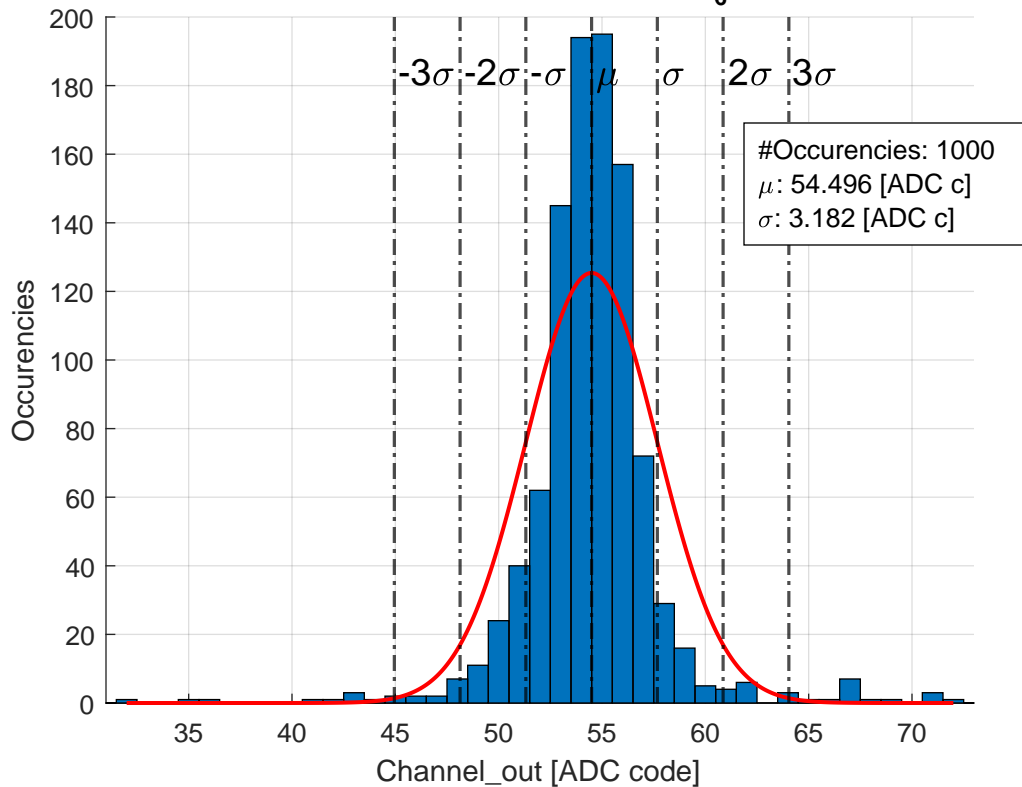 0
200
180
160
140
120
100
80
60
40
20
0
Occurencies
-3σ -2σ -σ μ σ 2σ 3σ
#Occurencies: 1000
μ: 54.496 [ADC c]
σ: 3.182 [ADC c]
35 40 45 50 55 60 65 70
Channel_out [ADC code]